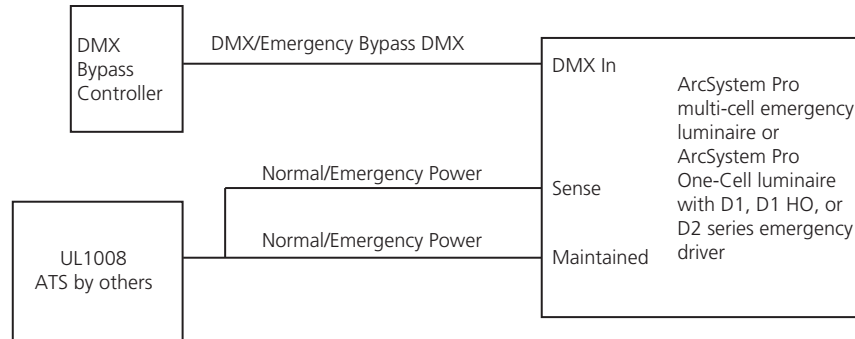 DMX
Bypass
Controller
DMX/Emergency Bypass DMX
DMX In
ArcSystem Pro
multi-cell emergency
luminaire or
ArcSystem Pro
One-Cell luminaire
with D1, D1 HO, or
D2 series emergency
driver
Normal/Emergency Power
Sense
Normal/Emergency Power
Maintained
UL1008
ATS by others